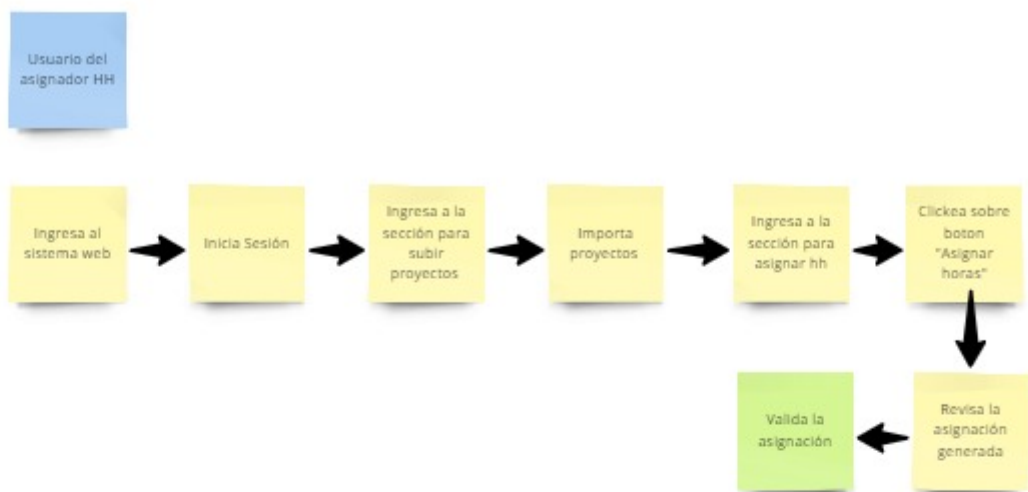 Usuario del
asignador HH
Ingresa al
sistema web
Inicia Sesión
Ingresa a la
sección para
subir
proyectos
Importa
proyectos
Ingresa a la
sección para
asignar hh
Clickea sobre
boton
"Asignar
horas"
Revisa la
asignación
generada
Valida la
asignación